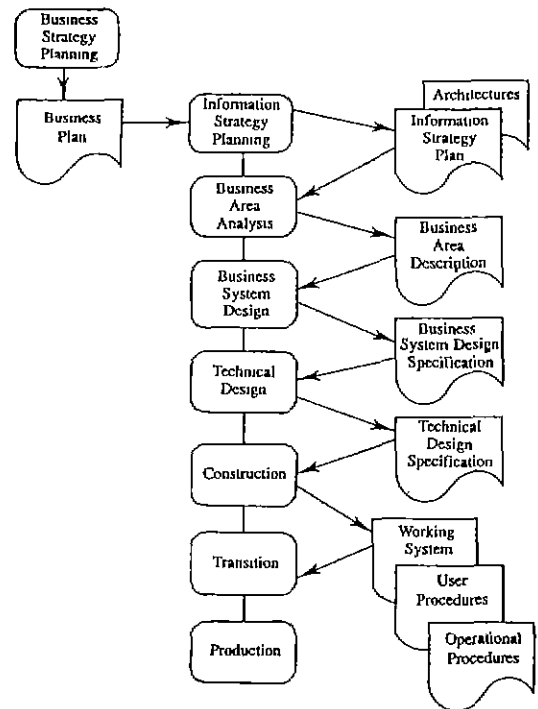 Business
Strategy
Planning
Business
Plan
Information
Strategy
Planning
Architectures
Information
Strategy
Plan
Business
Area
Analysis
Business
Area
Description
Business
System
Design
Business
System Design
Specification
Technical
Design
Technical
Design
Specification
Construction
Working
System
Transition
User
Procedures
Production
Operational
Procedures